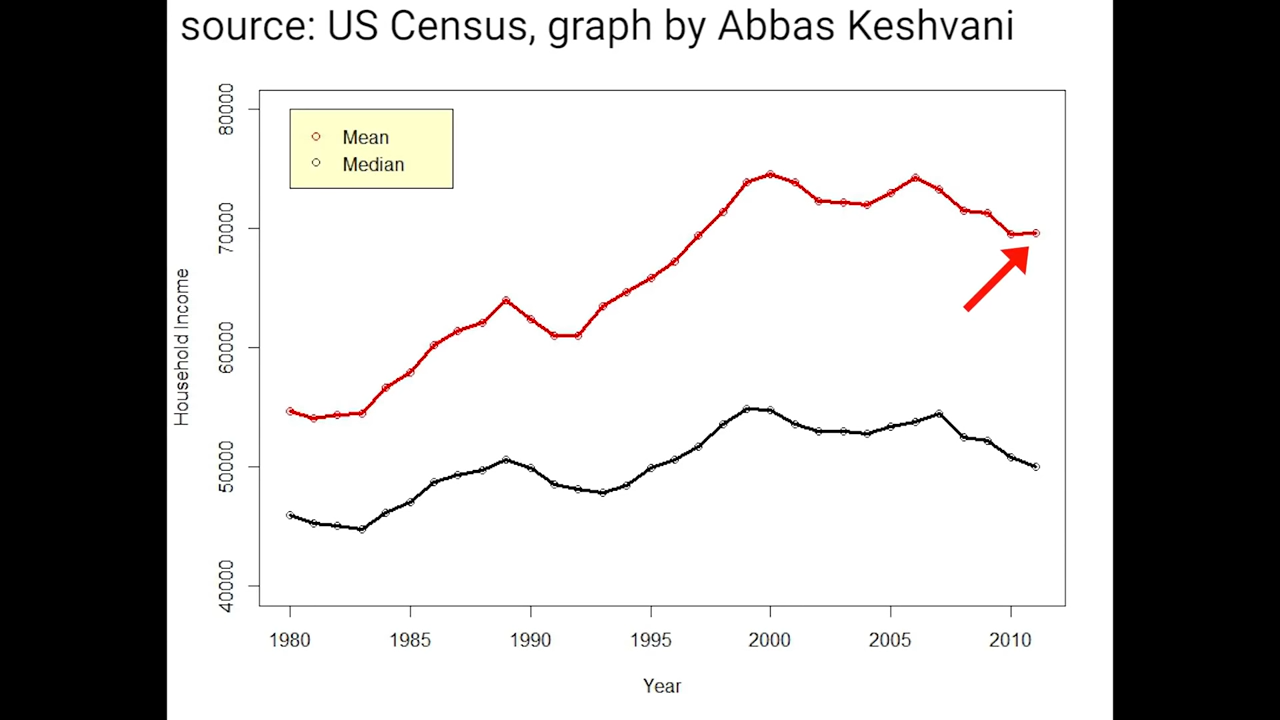 source: US Census, graph by Abbas Keshvani
80000
70000
60000
50000
40000
Household Income
Mean
Median
1980 1985 1990 1995 2000 2005 2010
Year